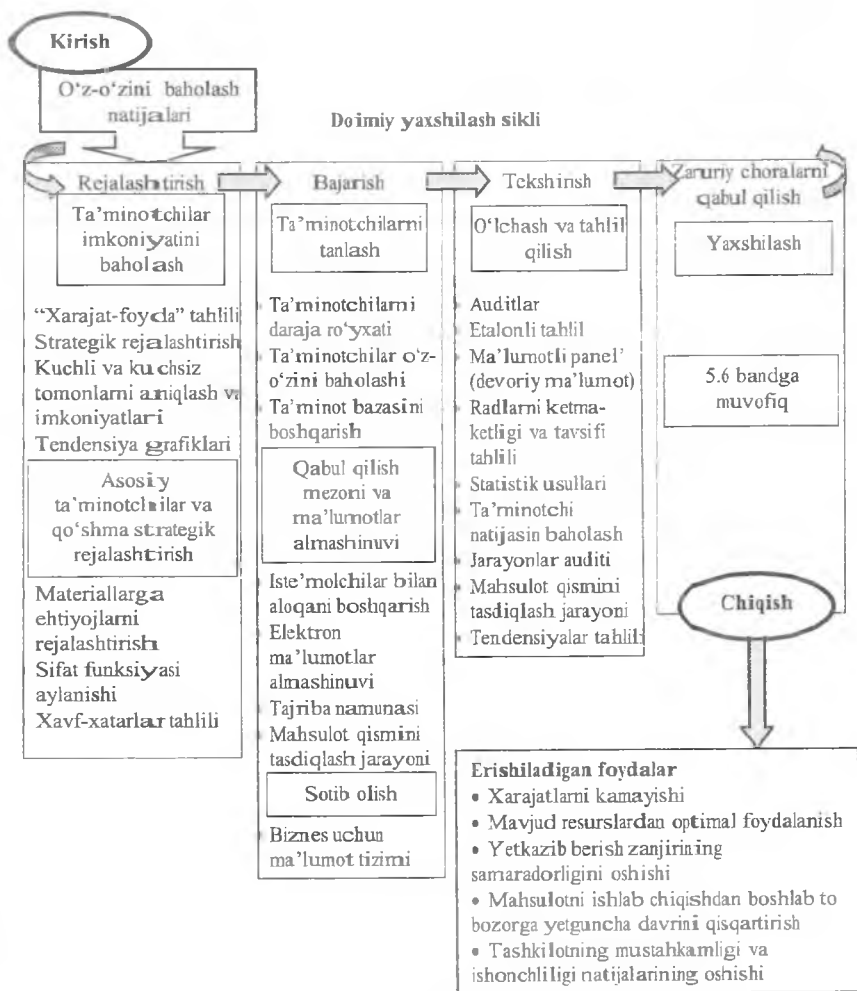 Kirish
O‘z-o‘zini baholash
natijalari
Doimiy yaxshilash sikli
Rejalashtirish
Ta’minotchilar
imkoniyatini
baholash
“Xarajat-foyda” tahlili
Strategik rejalashtirish
Kuchli va kuchsiz
tomonlarni aniqlash va
imkoniyatlari
Tendensiya grafiklari
Asosiy
ta’minotchilar va
qo‘shma strategik
rejalashtirish
Materiallarga
ehtiyojlarni
rejalashtirish
Sifat funksiyasi
aylanishi
Xavf-xatarlar tahlili
Bajarish
Ta’minotchilarni
tanlash
Ta’minotchilarni
daraja ro‘yxati
Ta’minotchilar o‘z-
o‘zini baholashi
Ta’minot bazasini
boshqarish
Qabul qilish
mezoni va
ma’lumotlar
almashinuvi
Iste’molchilar bilan
aloqani boshqarish
Elektron
ma’lumotlar
almashinuvi
Tajriba namunasi
Mahsulot qismini
tasdiqlash jarayoni
Sotib olish
Biznes uchun
ma’lumot tizimi
Tekshirish
O‘lchash va tahlil
qilish
Auditlar
Etalonli tahlil
Ma’lumotli panel’
(devoriy ma’lumot)
Radlarni ketma-
ketligi va tavsifi
tahlili
Statistik usullari
Ta’minotchi
natijasin baholash
Jarayonlar auditi
Mahsulot qismini
tasdiqlash jarayoni
Tendensiyalar tahlili
Zaruriy choralarni
qabul qilish
Yaxshilash
5.6 bandga
muvofiq
Chiqish
Erishiladigan foydalar
• Xarajatlarni kamayishi
• Mavjud resurslardan optimal foydalanish
• Yetkazib berish zanjirining
samaradorligini oshishi
• Mahsulotni ishlab chiqishdan boshlab to
bozorga yetguncha davrini qisqartirish
• Tashkilotning mustahkamligi va
ishonchliligi natijalarining oshishi